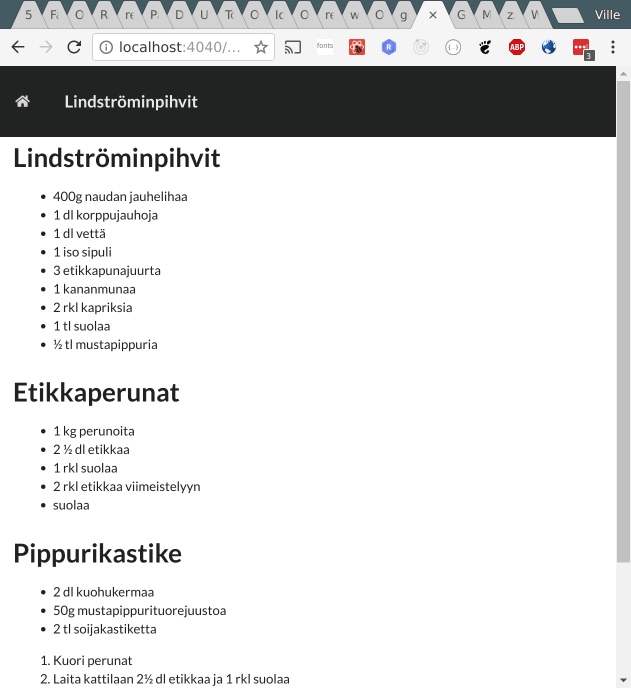 5 F R re P D U To O Ic O re w O g × G M z. W Ville
localhost:4040/...
fonts R {··} ABP 3
Lindströminpihvit
Lindströminpihvit
• 400g naudan jauhelihaa
• 1 dl korppujauhoja
• 1 dl vettä
• 1 iso sipuli
• 3 etikkapunajuurta
• 1 kananmunaa
• 2 rkl kapriksia
• 1 tl suolaa
• ½ tl mustapippuria
Etikkaperunat
• 1 kg perunoita
• 2 ½ dl etikkaa
• 1 rkl suolaa
• 2 rkl etikkaa viimeistelyyn
• suolaa
Pippurikastike
• 2 dl kuohukermaa
• 50g mustapippurituorejuustoa
• 2 tl soijakastiketta
1. Kuori perunat
2. Laita kattilaan 2½ dl etikkaa ja 1 rkl suolaa